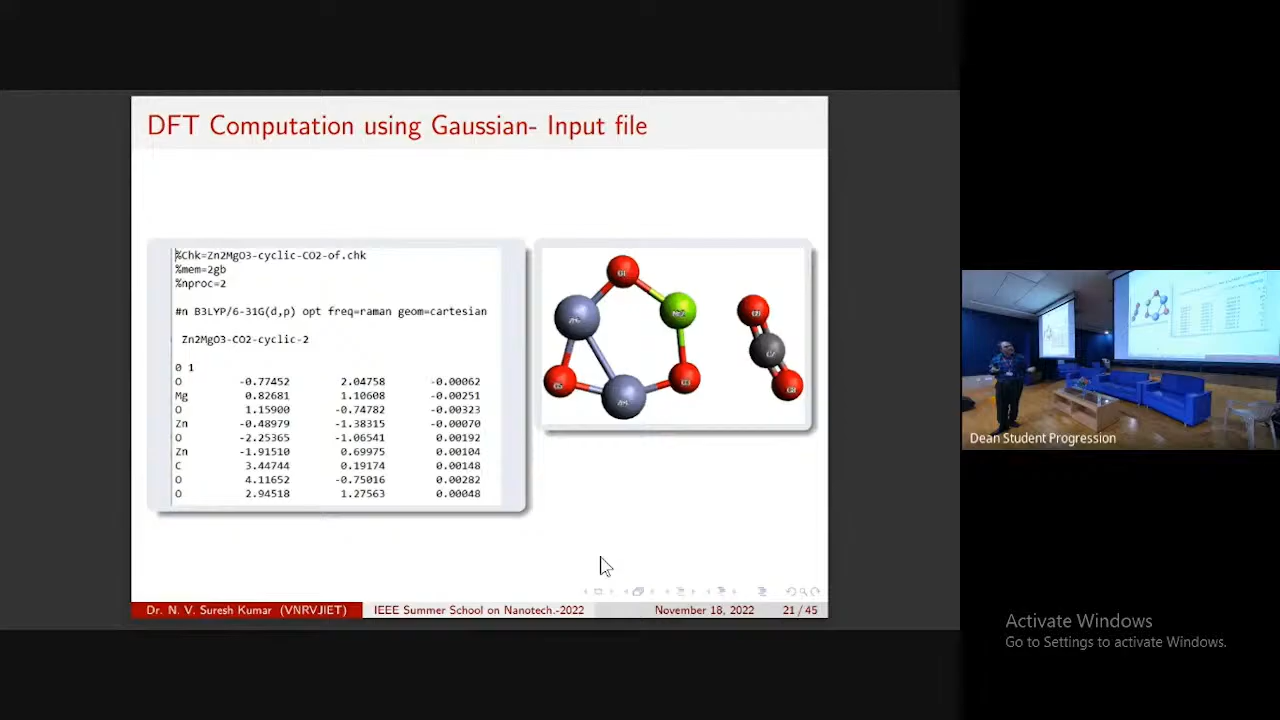 DFT Computation using Gaussian- Input file
%Chk=Zn2MgO3-cyclic-CO2-of.chk
%mem=2gb
%nproc=2
#n B3LYP/6-31G(d,p) opt freq=raman geom=cartesian
Zn2MgO3-CO2-cyclic-2
0 1
O -0.77452 2.04758 -0.00062
Mg 0.82681 1.10608 -0.00251
O 1.15900 -0.74782 -0.00323
Zn -0.48979 -1.38315 -0.00070
O -2.25365 -1.06541 0.00192
Zn -1.91510 0.69975 0.00104
C 3.44744 0.19174 0.00148
O 4.11652 -0.75016 0.00282
O 2.94518 1.27563 0.00048
Dr. N. V. Suresh Kumar (VNRVJIET) IEEE Summer School on Nanotech.-2022 November 18, 2022 21 / 45
Dean Student Progression
Activate Windows
Go to Settings to activate Windows.